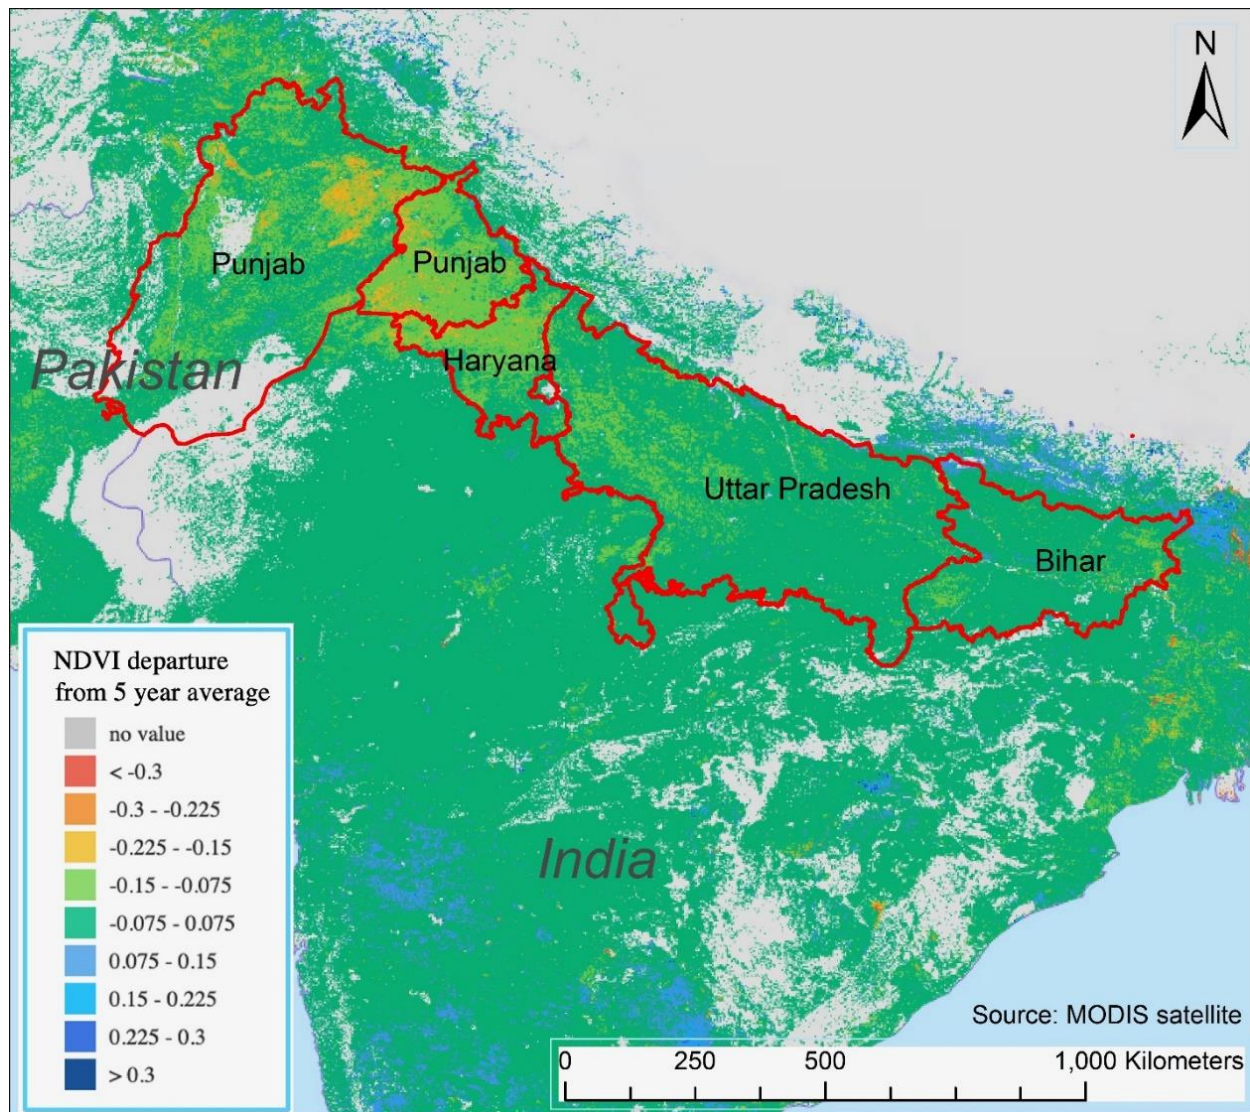 N
Punjab
Punjab
Haryana
Pakistan
Uttar Pradesh
Bihar
India
NDVI departure
from 5 year average
no value
< -0.3
-0.3 - -0.225
-0.225 - -0.15
-0.15 - -0.075
-0.075 - 0.075
0.075 - 0.15
0.15 - 0.225
0.225 - 0.3
> 0.3
Source: MODIS satellite
0 250 500 1,000 Kilometers